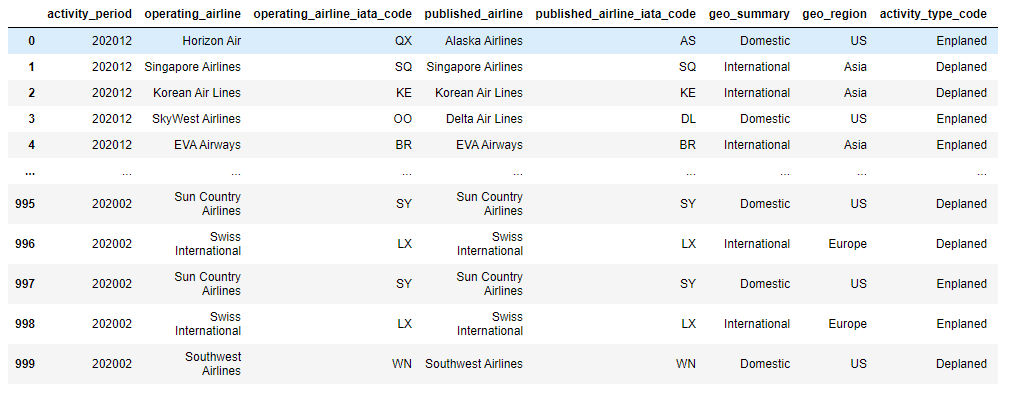 activity_period operating_airline operating_airline_iata_code published_airline published_airline_iata_code geo_summary geo_region activity_type_code
0 202012 Horizon Air QX Alaska Airlines AS Domestic US Enplaned
1 202012 Singapore Airlines SQ Singapore Airlines SQ International Asia Deplaned
2 202012 Korean Air Lines KE Korean Air Lines KE International Asia Deplaned
3 202012 SkyWest Airlines OO Delta Air Lines DL Domestic US Enplaned
4 202012 EVA Airways BR EVA Airways BR International Asia Enplaned
... ... ... ... ... ... ... ... ...
995 202002 Sun Country Airlines SY Sun Country Airlines SY Domestic US Deplaned
996 202002 Swiss International LX Swiss International LX International Europe Deplaned
997 202002 Sun Country Airlines SY Sun Country Airlines SY Domestic US Enplaned
998 202002 Swiss International LX Swiss International LX International Europe Enplaned
999 202002 Southwest Airlines WN Southwest Airlines WN Domestic US Deplaned